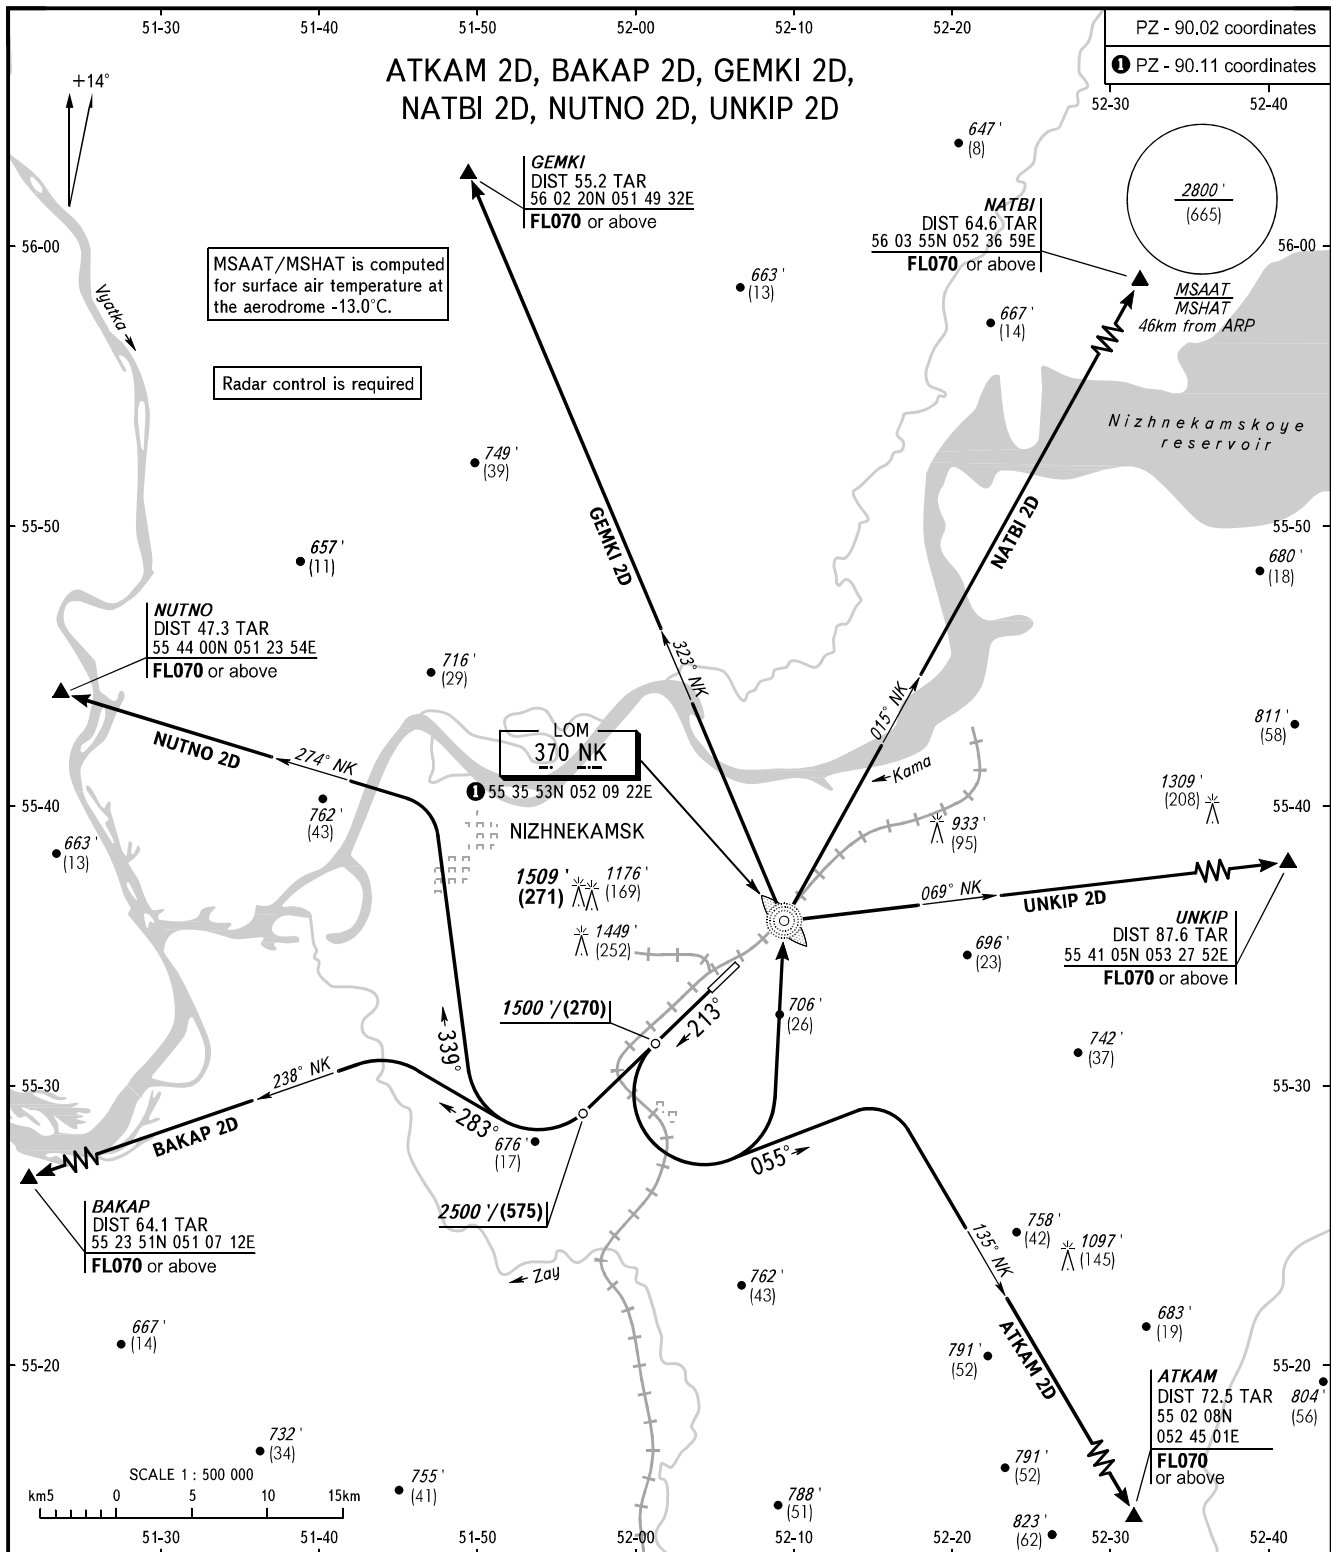 51-30
51-40
51-50
52-00
52-10
52-20
PZ - 90.02 coordinates
1 PZ - 90.11 coordinates
52-30
52-40
+14°
ATKAM 2D, BAKAP 2D, GEMKI 2D,
NATBI 2D, NUTNO 2D, UNKIP 2D
647'
(8)
GEMKI
DIST 55.2 TAR
56 02 20N 051 49 32E
FL070 or above
NATBI
DIST 64.6 TAR
56 03 55N 052 36 59E
FL070 or above
2800'
(665)
MSAAT
MSHAT
46km from ARP
56-00
56-00
MSAAT/MSHAT is computed
for surface air temperature at
the aerodrome -13.0°C.
Vyatka
663'
(13)
667'
(14)
Radar control is required
Nizhnekamskoye
reservoir
749'
(39)
GEMKI 2D
NATBI 2D
55-50
55-50
657'
(11)
680'
(18)
NUTNO
DIST 47.3 TAR
55 44 00N 051 23 54E
FL070 or above
716'
(29)
323° NK
015° NK
NUTNO 2D
274° NK
LOM
370 NK
1 55 35 53N 052 09 22E
Kama
811'
(58)
1309'
(208)
55-40
55-40
762'
(43)
NIZHNEKAMSK
933'
(95)
663'
(13)
1509'
(271)
1176'
(169)
1449'
(252)
069° NK
UNKIP 2D
UNKIP
DIST 87.6 TAR
55 41 05N 053 27 52E
FL070 or above
696'
(23)
1500'/(270)
213°
706'
(26)
339°
742'
(37)
55-30
55-30
238° NK
BAKAP 2D
283°
676'
(17)
055°
BAKAP
DIST 64.1 TAR
55 23 51N 051 07 12E
FL070 or above
2500'/(575)
135° NK
758'
(42)
1097'
(145)
Zay
762'
(43)
667'
(14)
683'
(19)
791'
(52)
ATKAM 2D
55-20
55-20
ATKAM
DIST 72.5 TAR
55 02 08N
052 45 01E
FL070
or above
804'
(56)
732'
(34)
755'
(41)
791'
(52)
788'
(51)
823'
(62)
SCALE 1 : 500 000
km5 0 5 10 15km
51-30
51-40
51-50
52-00
52-10
52-20
52-30
52-40